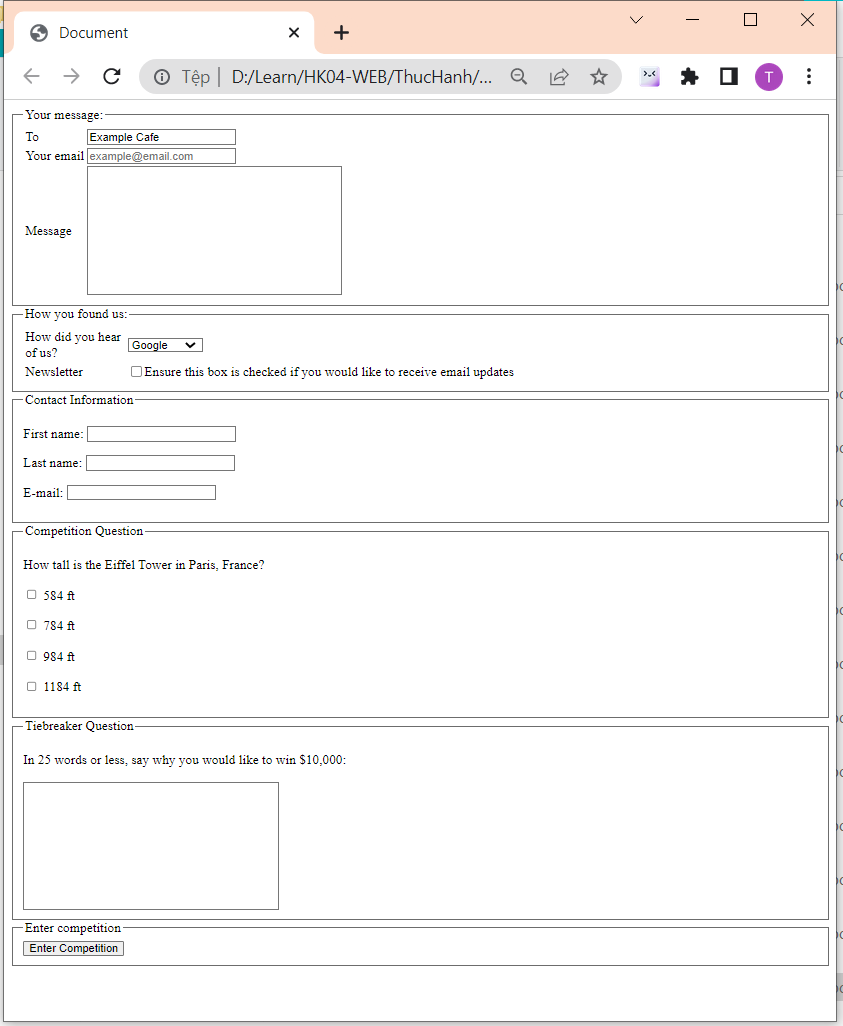 Document
Tệp D:/Learn/HK04-WEB/ThucHanh/...
T
Your message:
To Example Cafe
Your email example@email.com
Message
How you found us:
How did you hear
of us? Google
Newsletter Ensure this box is checked if you would like to receive email updates
Contact Information
First name:
Last name:
E-mail:
Competition Question
How tall is the Eiffel Tower in Paris, France?
584 ft
784 ft
984 ft
1184 ft
Tiebreaker Question
In 25 words or less, say why you would like to win $10,000:
Enter competition
Enter Competition